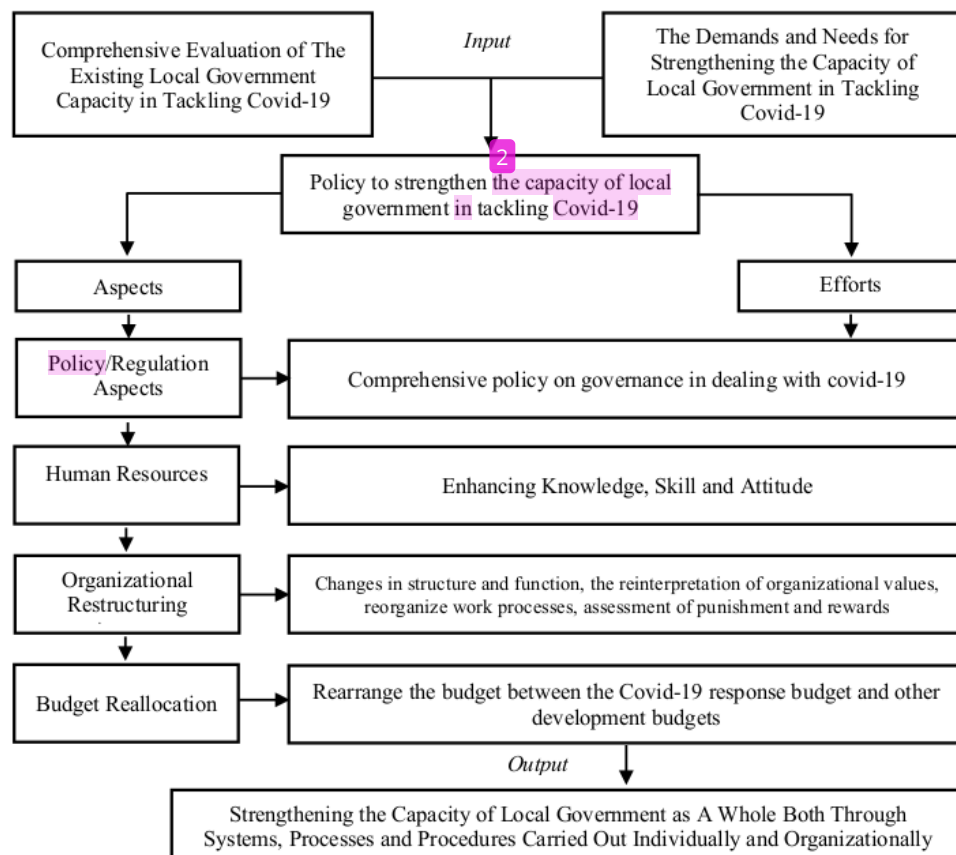 Comprehensive Evaluation of The
Existing Local Government
Capacity in Tackling Covid-19
Input
The Demands and Needs for
Strengthening the Capacity of
Local Government in Tackling
Covid-19
2
Policy to strengthen the capacity of local
government in tackling Covid-19
Aspects
Efforts
Policy/Regulation
Aspects
Comprehensive policy on governance in dealing with covid-19
Human Resources
Enhancing Knowledge, Skill and Attitude
Organizational
Restructuring
Changes in structure and function, the reinterpretation of organizational values,
reorganize work processes, assessment of punishment and rewards
Budget Reallocation
Rearrange the budget between the Covid-19 response budget and other
development budgets
Output
Strengthening the Capacity of Local Government as A Whole Both Through
Systems, Processes and Procedures Carried Out Individually and Organizationally